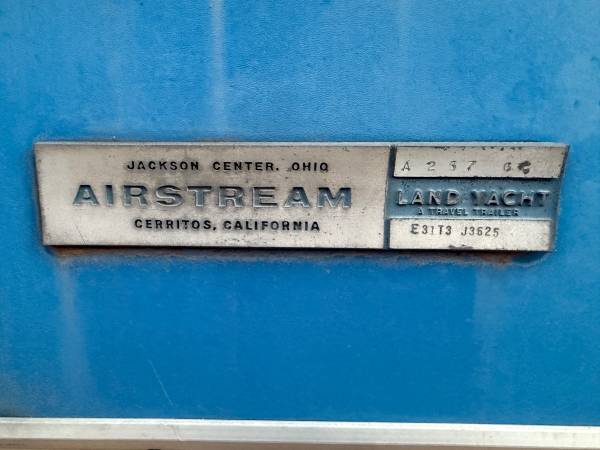 JACKSON CENTER, OHIO
AIRSTREAM
CERRITOS, CALIFORNIA
LAND YACHT
A TRAVEL TRAILER
E31T3 J3625